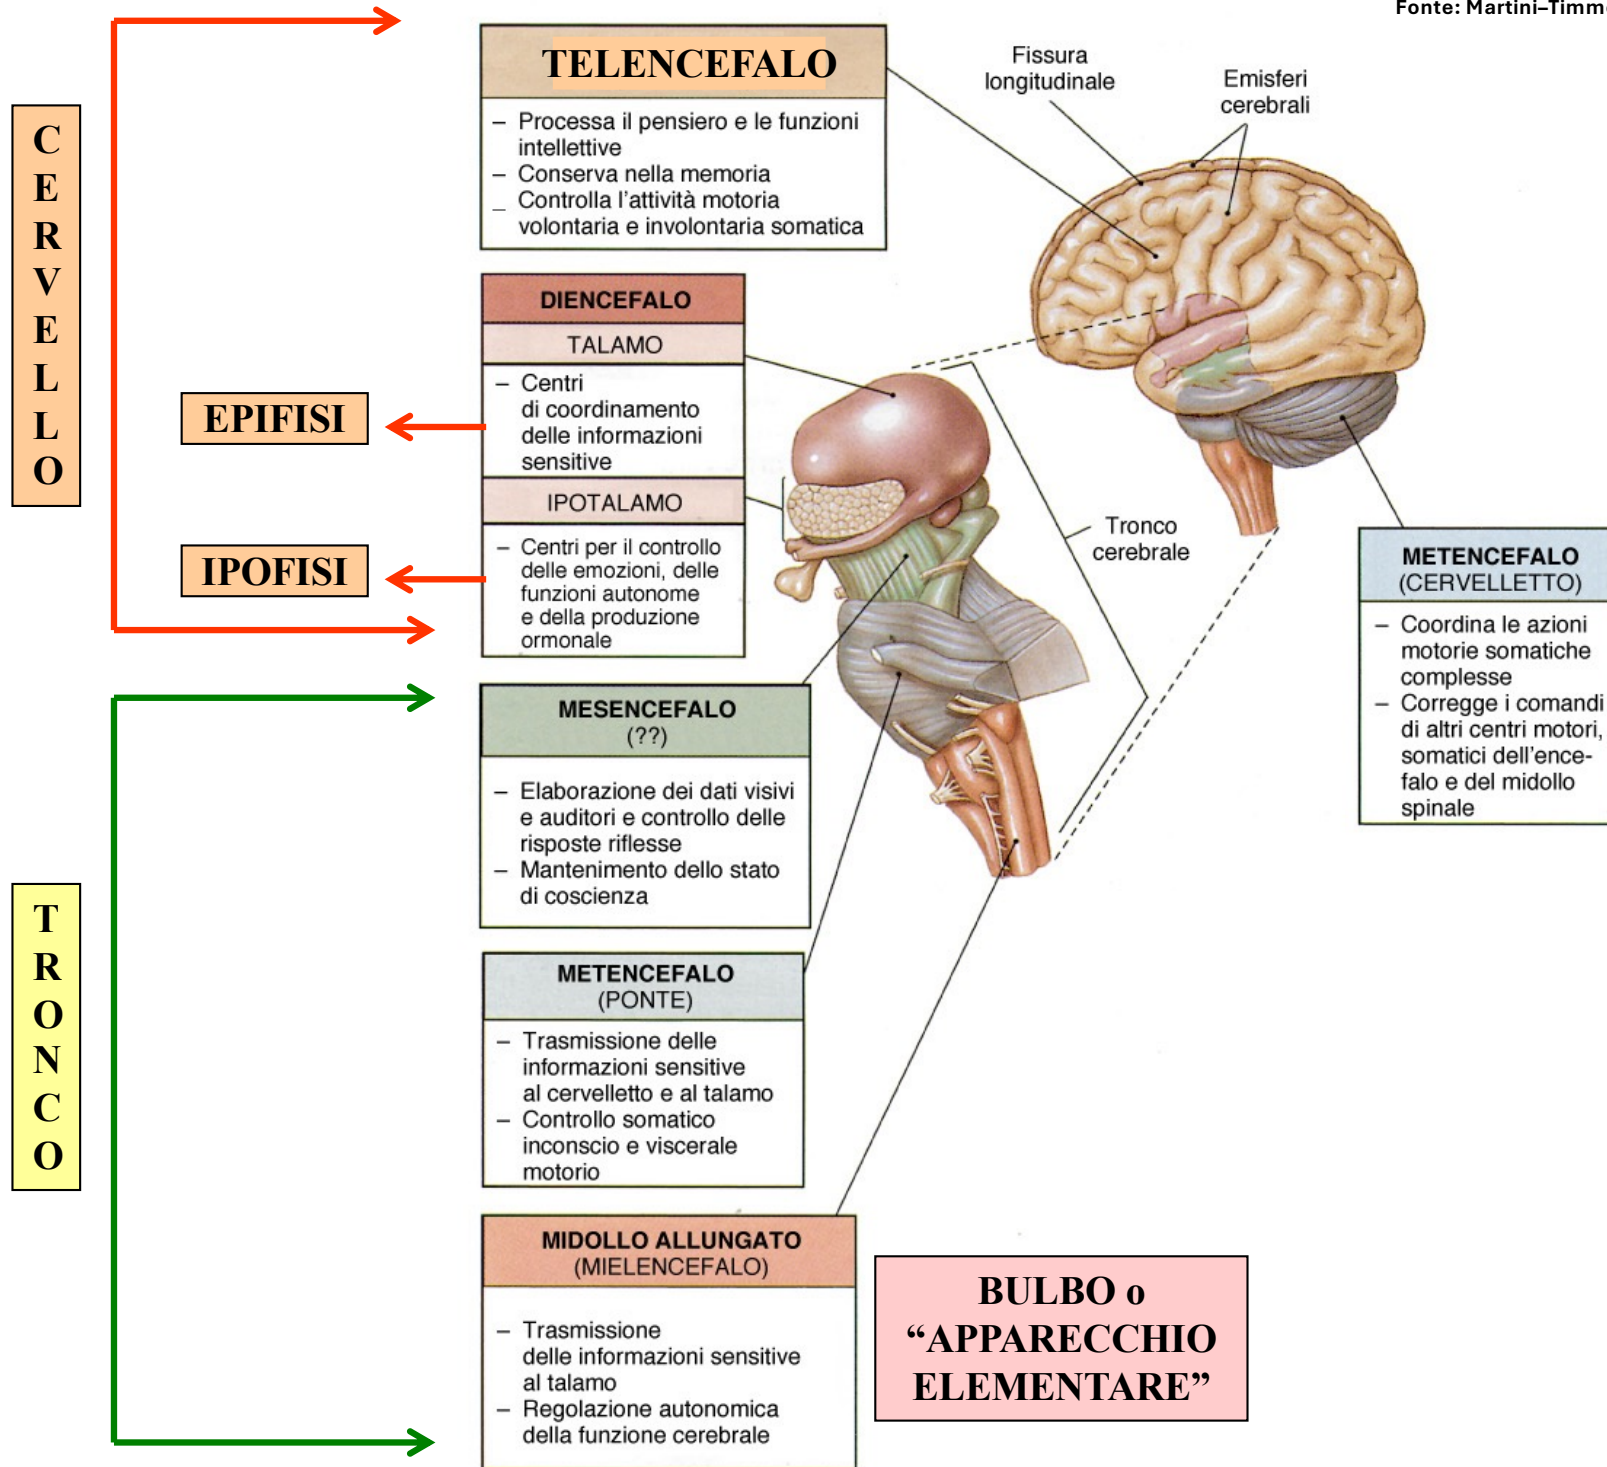 Fonte: Martini–Timm
CERVELLO
TELENCEFALO
– Processa il pensiero e le funzioni
intellettive
– Conserva nella memoria
– Controlla l’attività motoria
volontaria e involontaria somatica
Fissura
longitudinale
Emisferi
cerebrali
DIENCEFALO
TALAMO
– Centri
di coordinamento
delle informazioni
sensitive
EPIFISI
IPOTALAMO
– Centri per il controllo
delle emozioni, delle
funzioni autonome
e della produzione
ormonale
IPOFISI
Tronco
cerebrale
METENCEFALO
(CERVELLETTO)
– Coordina le azioni
motorie somatiche
complesse
– Corregge i comandi
di altri centri motori,
somatici dell’ence-
falo e del midollo
spinale
TRONCO
MESENCEFALO
(??)
– Elaborazione dei dati visivi
e auditori e controllo delle
risposte riflesse
– Mantenimento dello stato
di coscienza
METENCEFALO
(PONTE)
– Trasmissione delle
informazioni sensitive
al cervelletto e al talamo
– Controllo somatico
inconscio e viscerale
motorio
MIDOLLO ALLUNGATO
(MIELENCEFALO)
– Trasmissione
delle informazioni sensitive
al talamo
– Regolazione autonomica
della funzione cerebrale
BULBO o
“APPARECCHIO
ELEMENTARE”